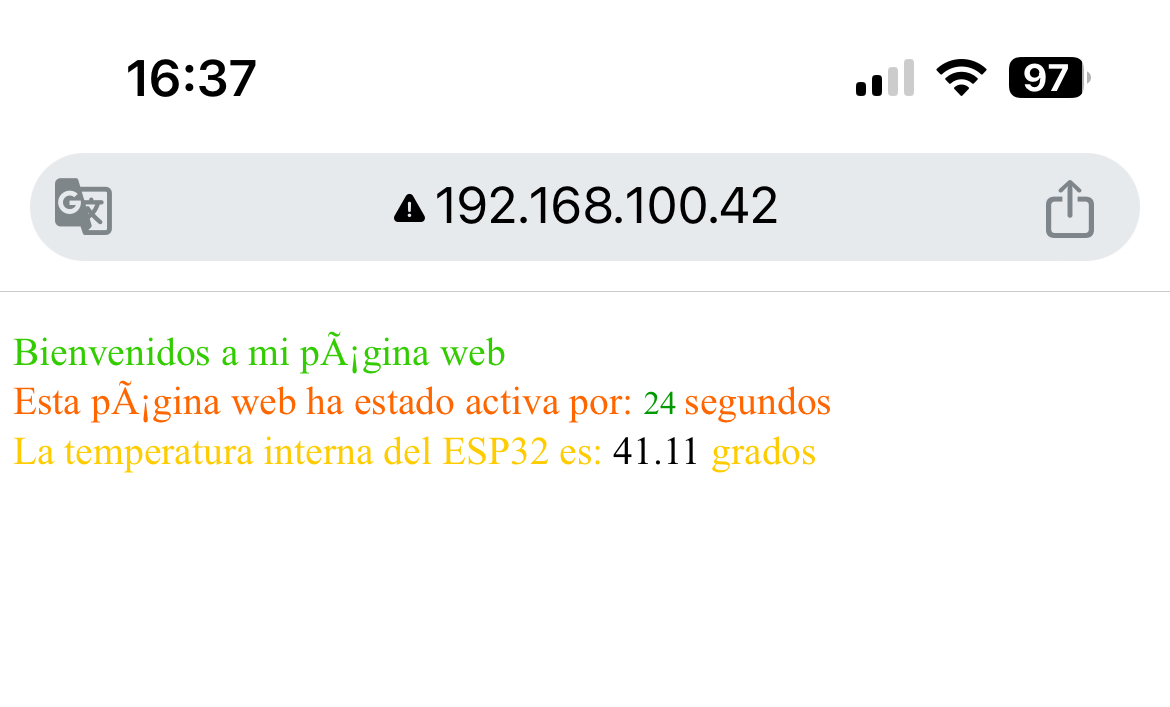 16:37 97
192.168.100.42
Bienvenidos a mi pÃ¡gina web
Esta pÃ¡gina web ha estado activa por: 24 segundos
La temperatura interna del ESP32 es: 41.11 grados